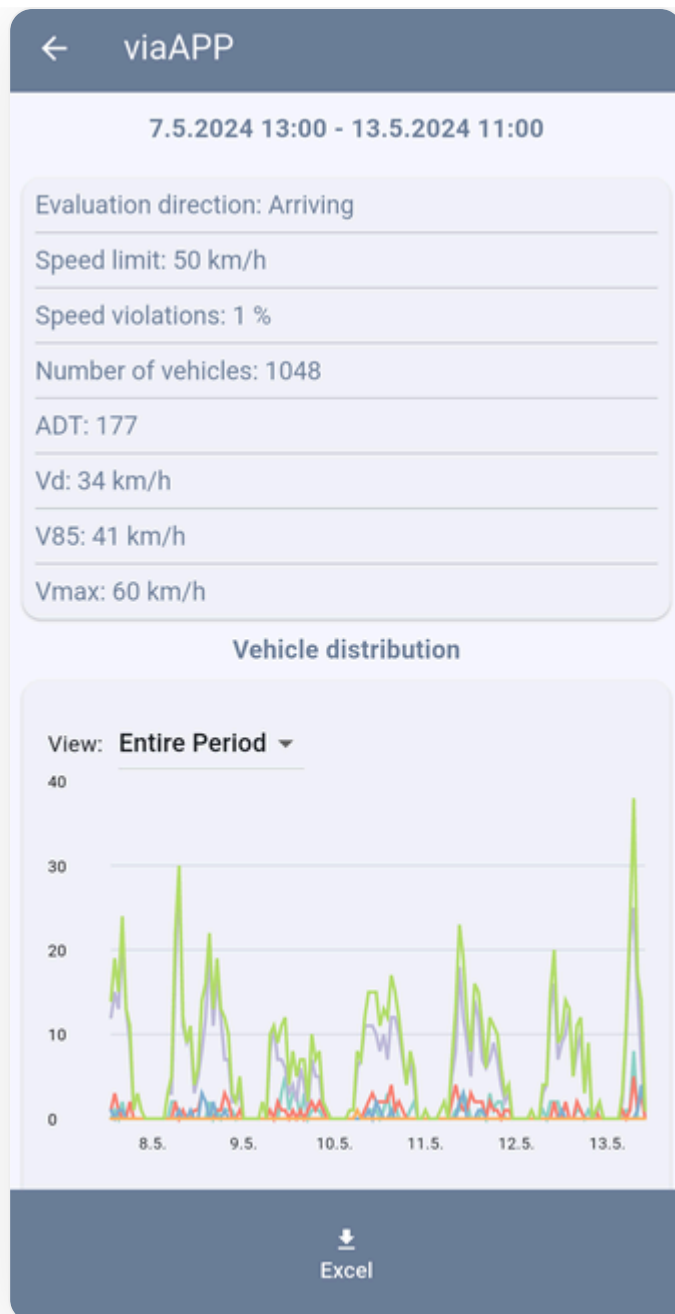 viaAPP
7.5.2024 13:00 - 13.5.2024 11:00
Evaluation direction: Arriving
Speed limit: 50 km/h
Speed violations: 1 %
Number of vehicles: 1048
ADT: 177
Vd: 34 km/h
V85: 41 km/h
Vmax: 60 km/h
Vehicle distribution
View: Entire Period
40
30
20
10
0
8.5. 9.5. 10.5. 11.5. 12.5. 13.5.
Excel